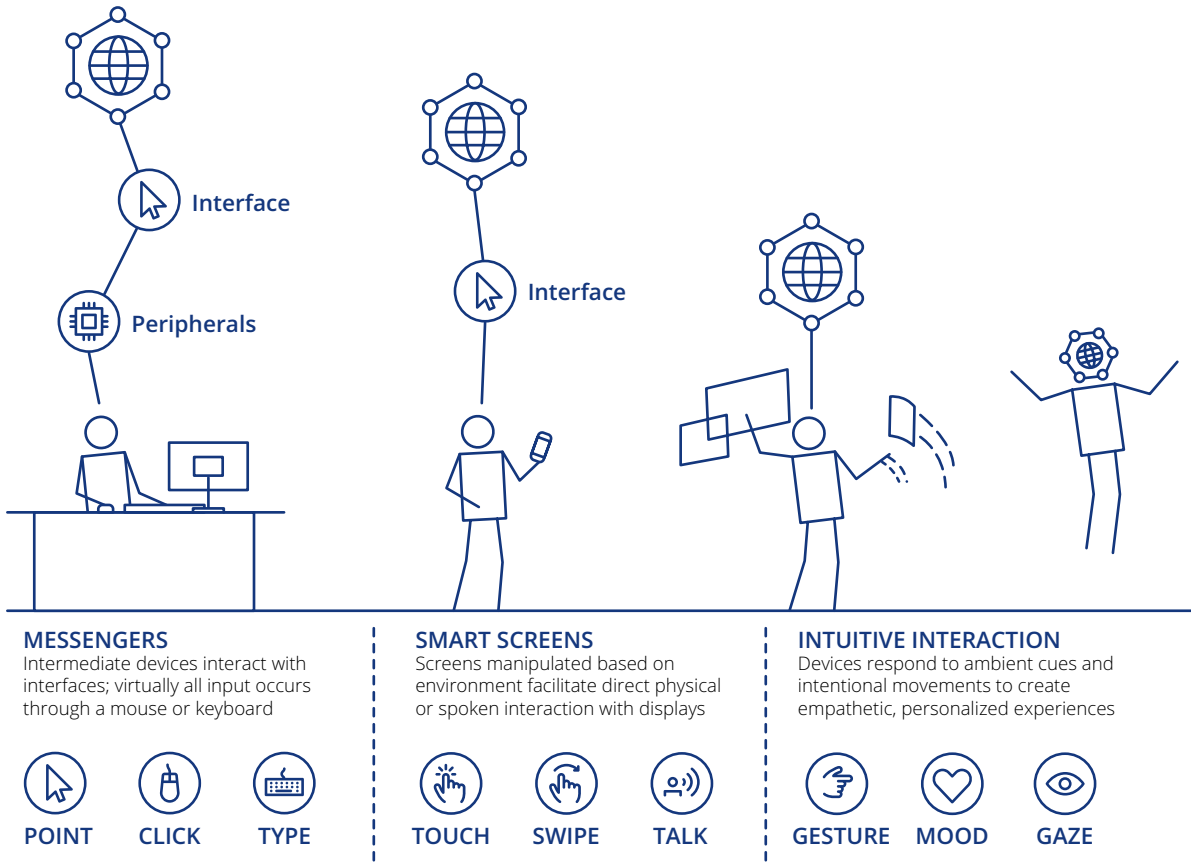 Interface
Peripherals
Interface
MESSENGERS
Intermediate devices interact with
interfaces; virtually all input occurs
through a mouse or keyboard
POINT
CLICK
TYPE
SMART SCREENS
Screens manipulated based on
environment facilitate direct physical
or spoken interaction with displays
TOUCH
SWIPE
TALK
INTUITIVE INTERACTION
Devices respond to ambient cues and
intentional movements to create
empathetic, personalized experiences
GESTURE
MOOD
GAZE